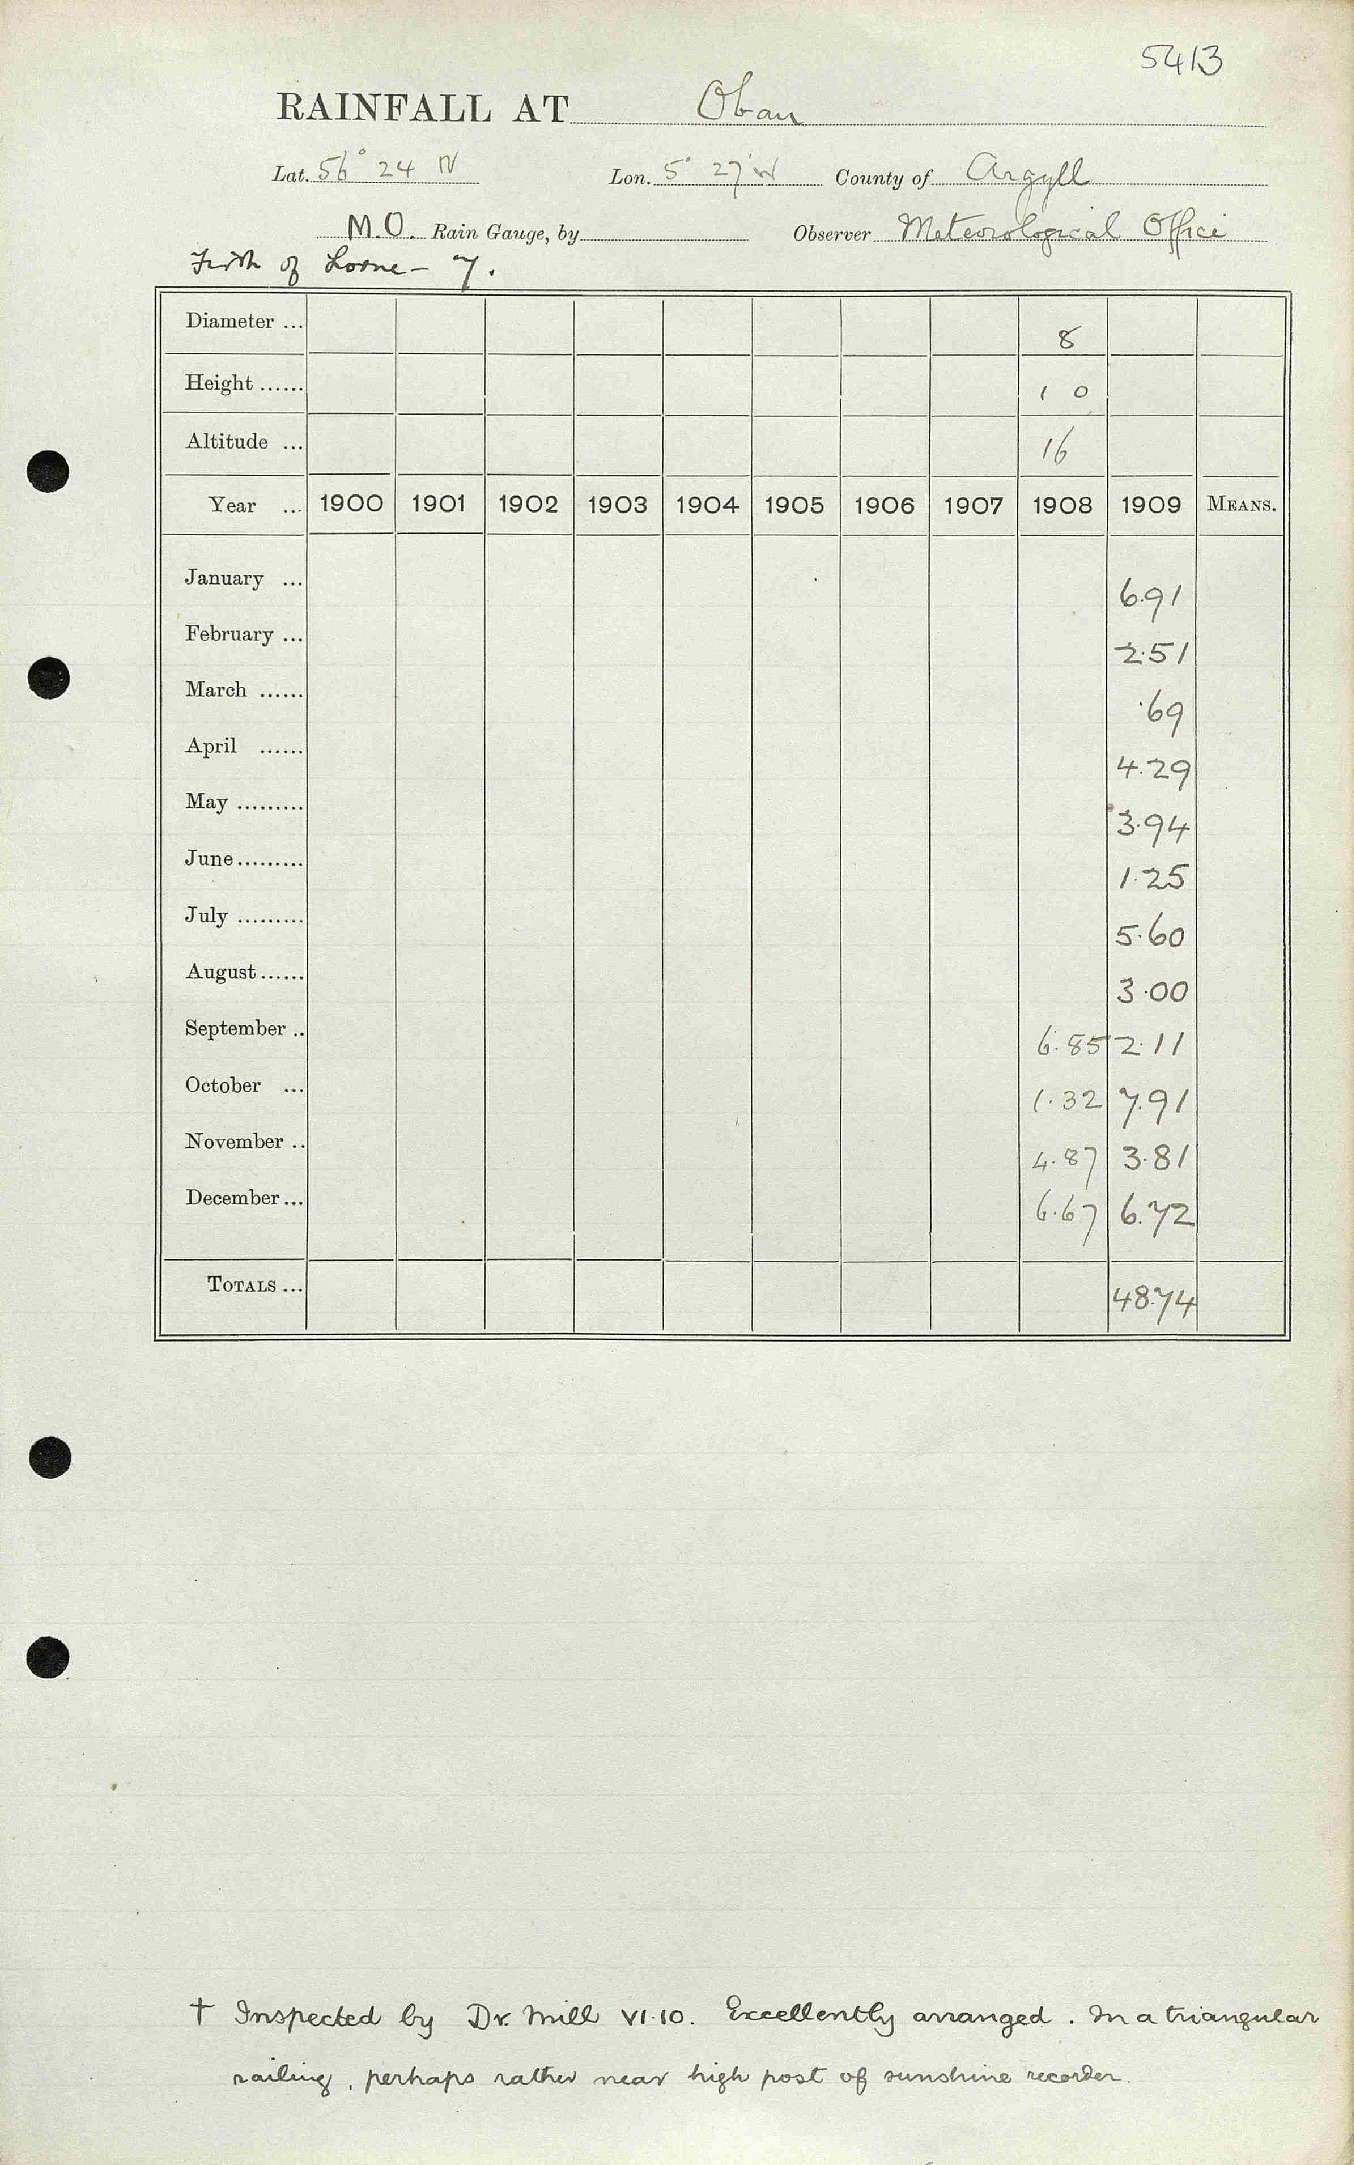 5413
RAINFALL AT Oban
Lat. 56° 24 N Lon. 5° 27' W County of Argyll
M.O. Rain Gauge, by Observer Meteorological Office
Firth of Lorne - 7.
Diameter ... 8
Height ...... 1 0
Altitude ... 16
Year ... 1900 1901 1902 1903 1904 1905 1906 1907 1908 1909 MEANS.
January ... 6.91
February ... 2.51
March ...... .69
April ...... 4.29
May ......... 3.94
June ......... 1.25
July ......... 5.60
August ...... 3.00
September .. 6.85 2.11
October ... 1.32 7.91
November .. 4.87 3.81
December ... 6.67 6.72
TOTALS ... 48.74
† Inspected by Dr. Mill VI.10. Excellently arranged. In a triangular
railing, perhaps rather near high post of sunshine recorder.